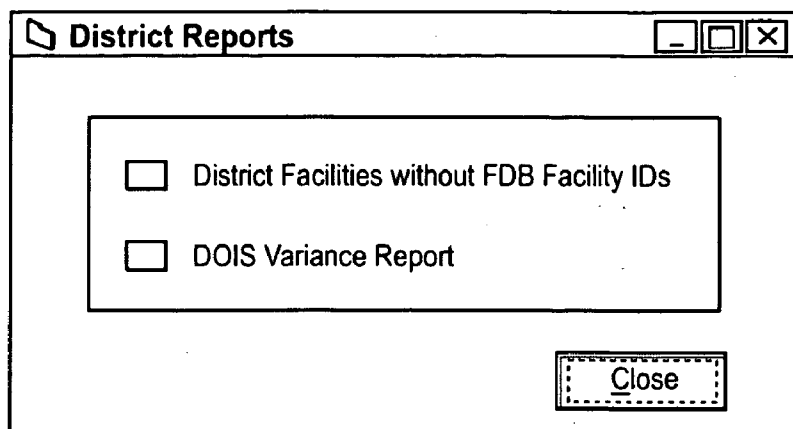 District Reports
District Facilities without FDB Facility IDs
DOIS Variance Report
Close